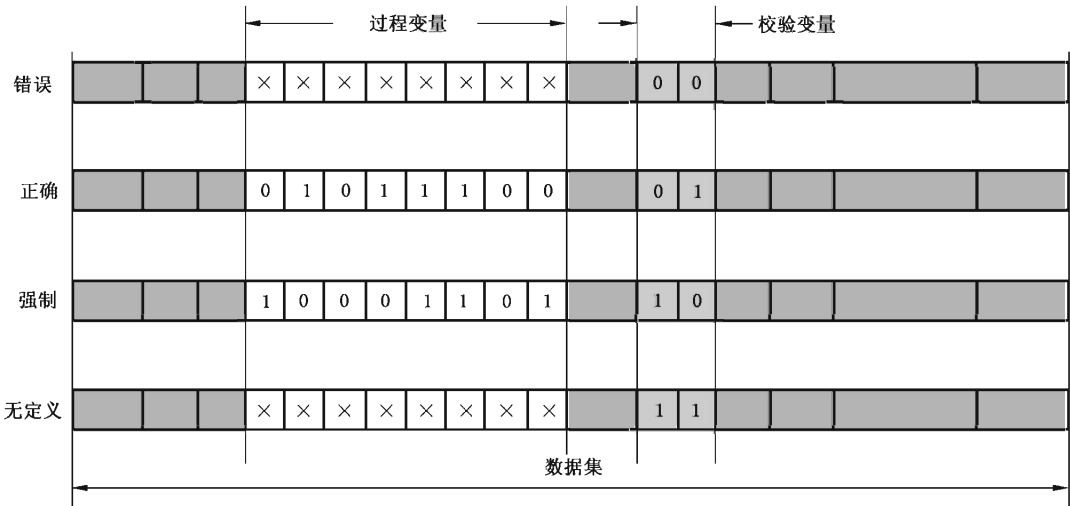 过程变量 校验变量
错误 × × × × × × × × 0 0
正确 0 1 0 1 1 1 0 0 0 1
强制 1 0 0 0 1 1 0 1 1 0
无定义 × × × × × × × × 1 1
数据集